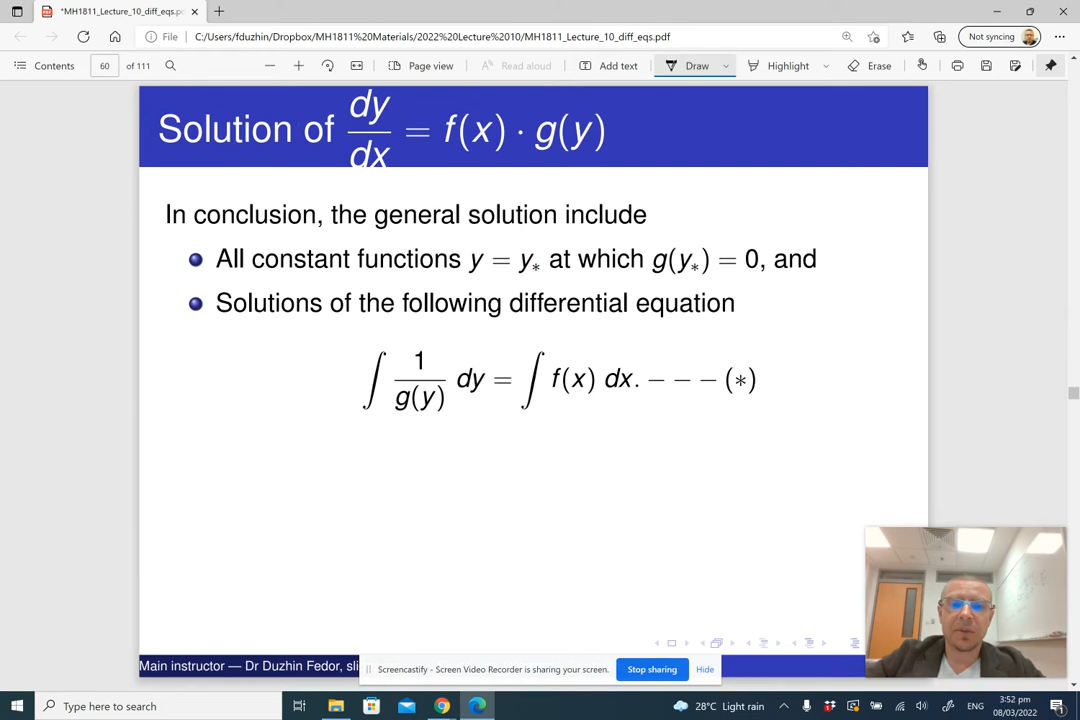 *MH1811_Lecture_10_diff_eqs.pd
File C:/Users/fduzhin/Dropbox/MH1811%20Materials/2022%20Lecture%2010/MH1811_Lecture_10_diff_eqs.pdf Not syncing
Contents 60 of 111 Page view Read aloud Add text Draw Highlight Erase
Solution of dy/dx = f(x) · g(y)
In conclusion, the general solution include
All constant functions y = y∗ at which g(y∗) = 0, and
Solutions of the following differential equation
∫ 1/g(y) dy = ∫ f(x) dx. − − − (∗)
Main instructor — Dr Duzhin Fedor, sli
Screencastify - Screen Video Recorder is sharing your screen. Stop sharing Hide
Type here to search 28°C Light rain ENG 3:52 PM
08/03/2022 1